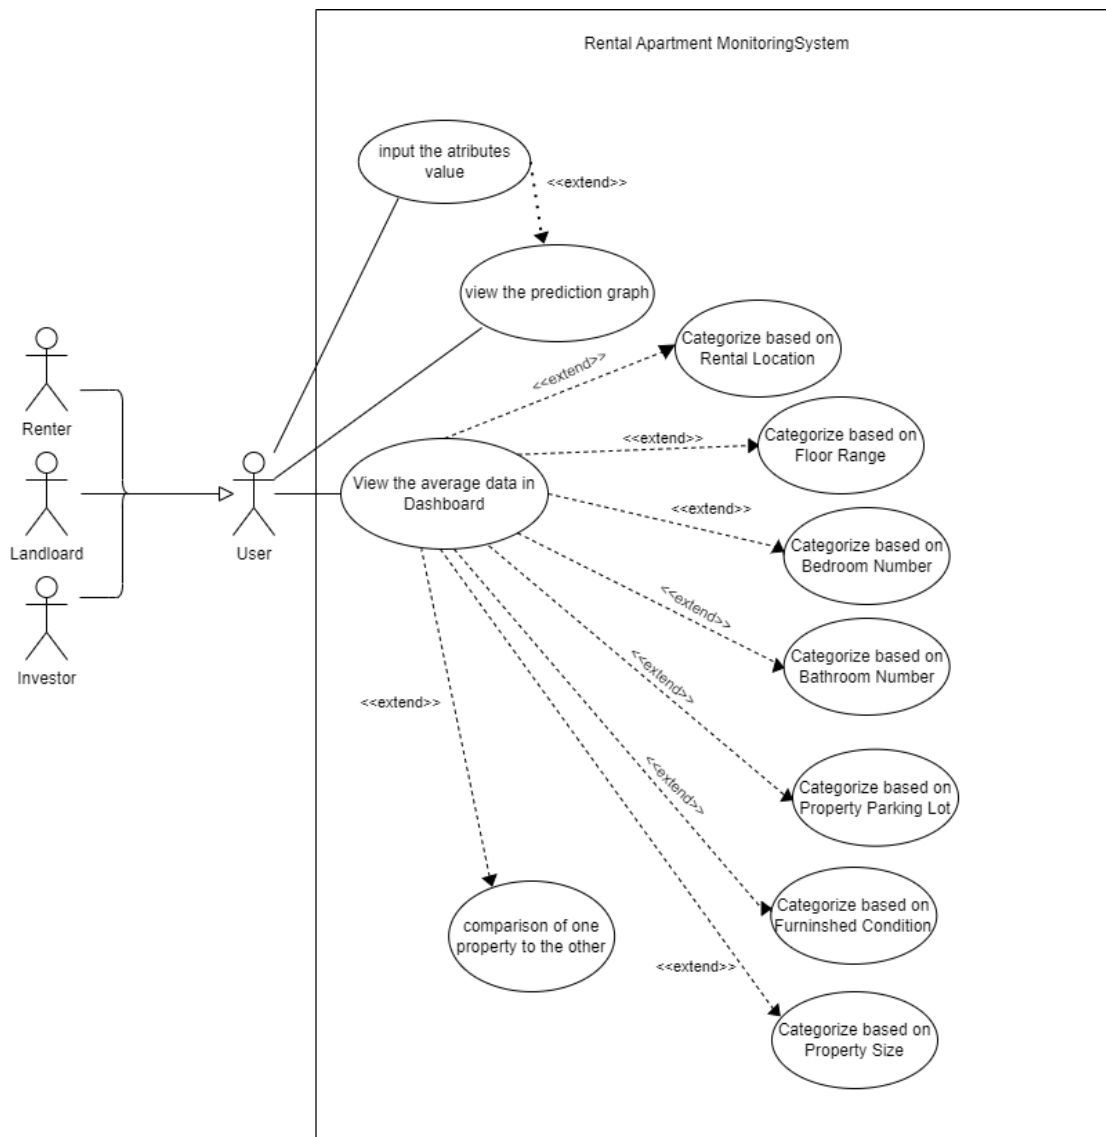 Rental Apartment MonitoringSystem
input the atributes
value
<<extend>>
view the prediction graph
Categorize based on
Rental Location
<<extend>>
Renter
Categorize based on
Floor Range
<<extend>>
View the average data in
Dashboard
<<extend>>
Landloard
User
Categorize based on
Bedroom Number
<<extend>>
Categorize based on
Bathroom Number
<<extend>>
Investor
<<extend>>
<<extend>>
Categorize based on
Property Parking Lot
Categorize based on
Furninshed Condition
comparison of one
property to the other
<<extend>>
Categorize based on
Property Size